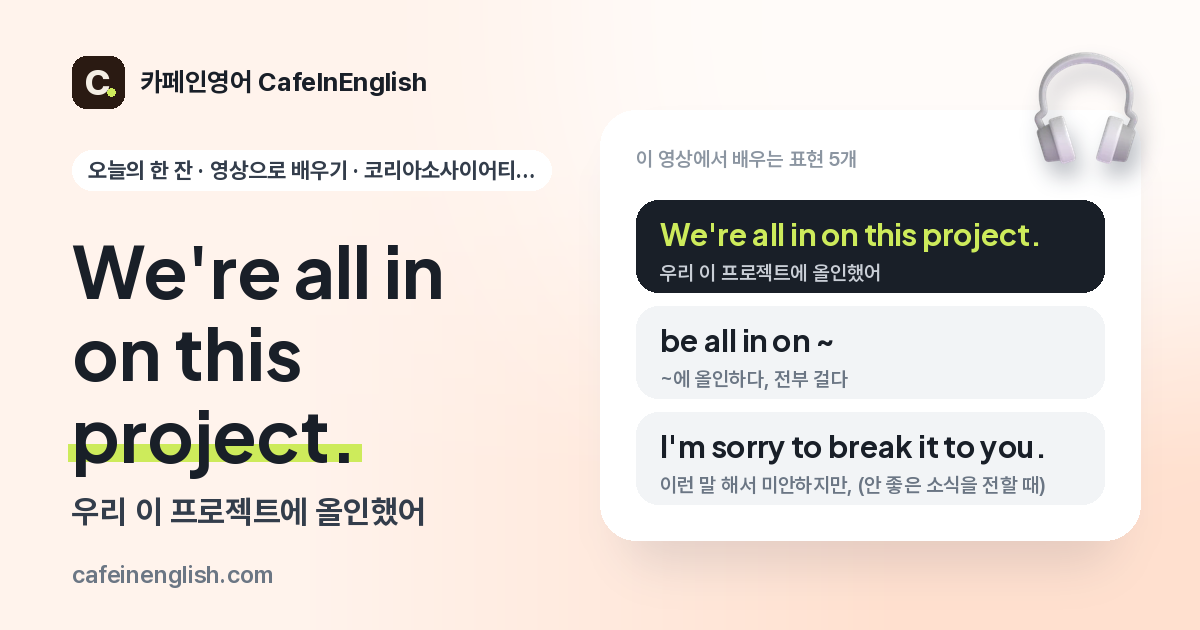 C.
카페인영어 CafeInEnglish
오늘의 한 잔 · 영상으로 배우기 · 코리아소사이어티...
We're all in
on this
project.
우리 이 프로젝트에 올인했어
cafeinenglish.com
이 영상에서 배우는 표현 5개
We're all in on this project.
우리 이 프로젝트에 올인했어
be all in on ~
~에 올인하다, 전부 걸다
I'm sorry to break it to you.
이런 말 해서 미안하지만, (안 좋은 소식을 전할 때)